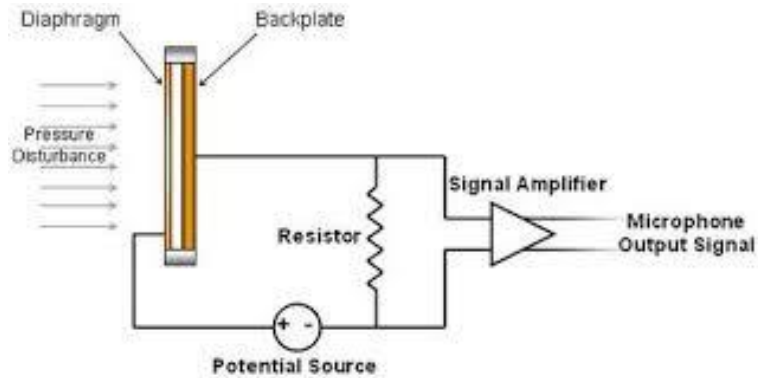 Diaphragm
Backplate
Pressure
Disturbance
Signal Amplifier
Microphone
Output Signal
Resistor
+ -
Potential Source